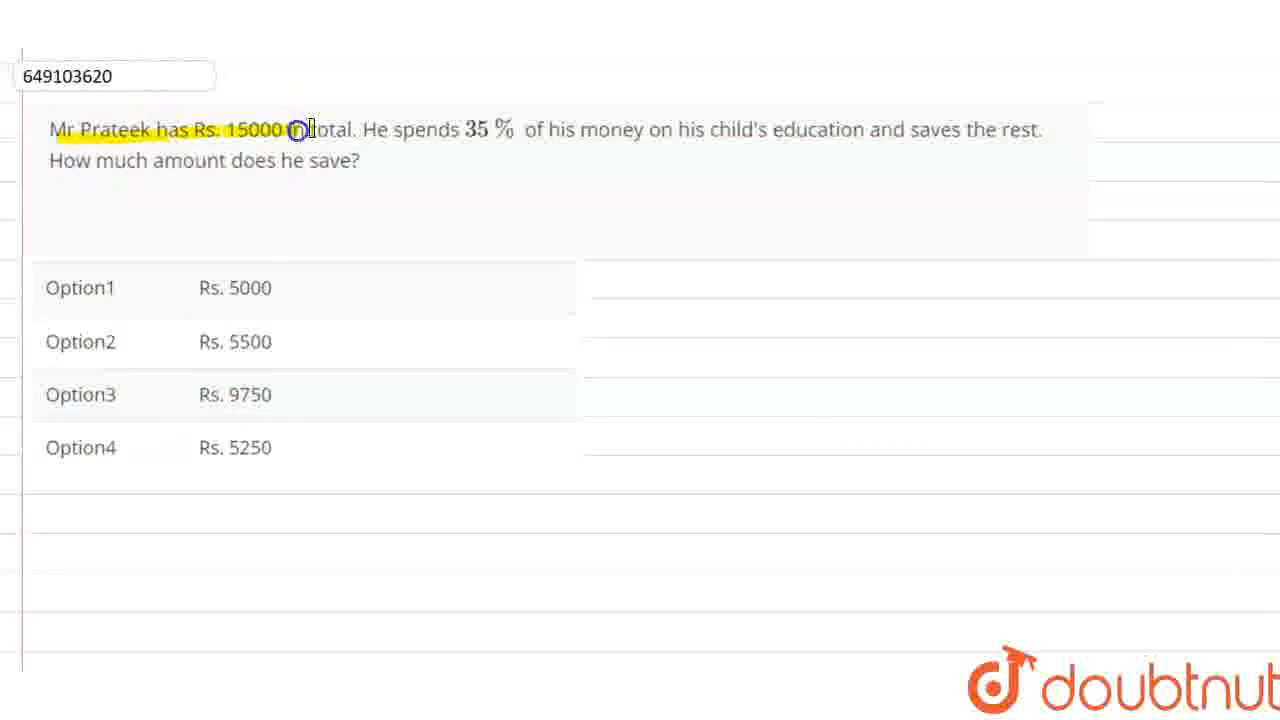 649103620
Mr Prateek has Rs. 15000 in total. He spends 35 % of his money on his child's education and saves the rest.
How much amount does he save?
Option1 Rs. 5000
Option2 Rs. 5500
Option3 Rs. 9750
Option4 Rs. 5250
doubtnut